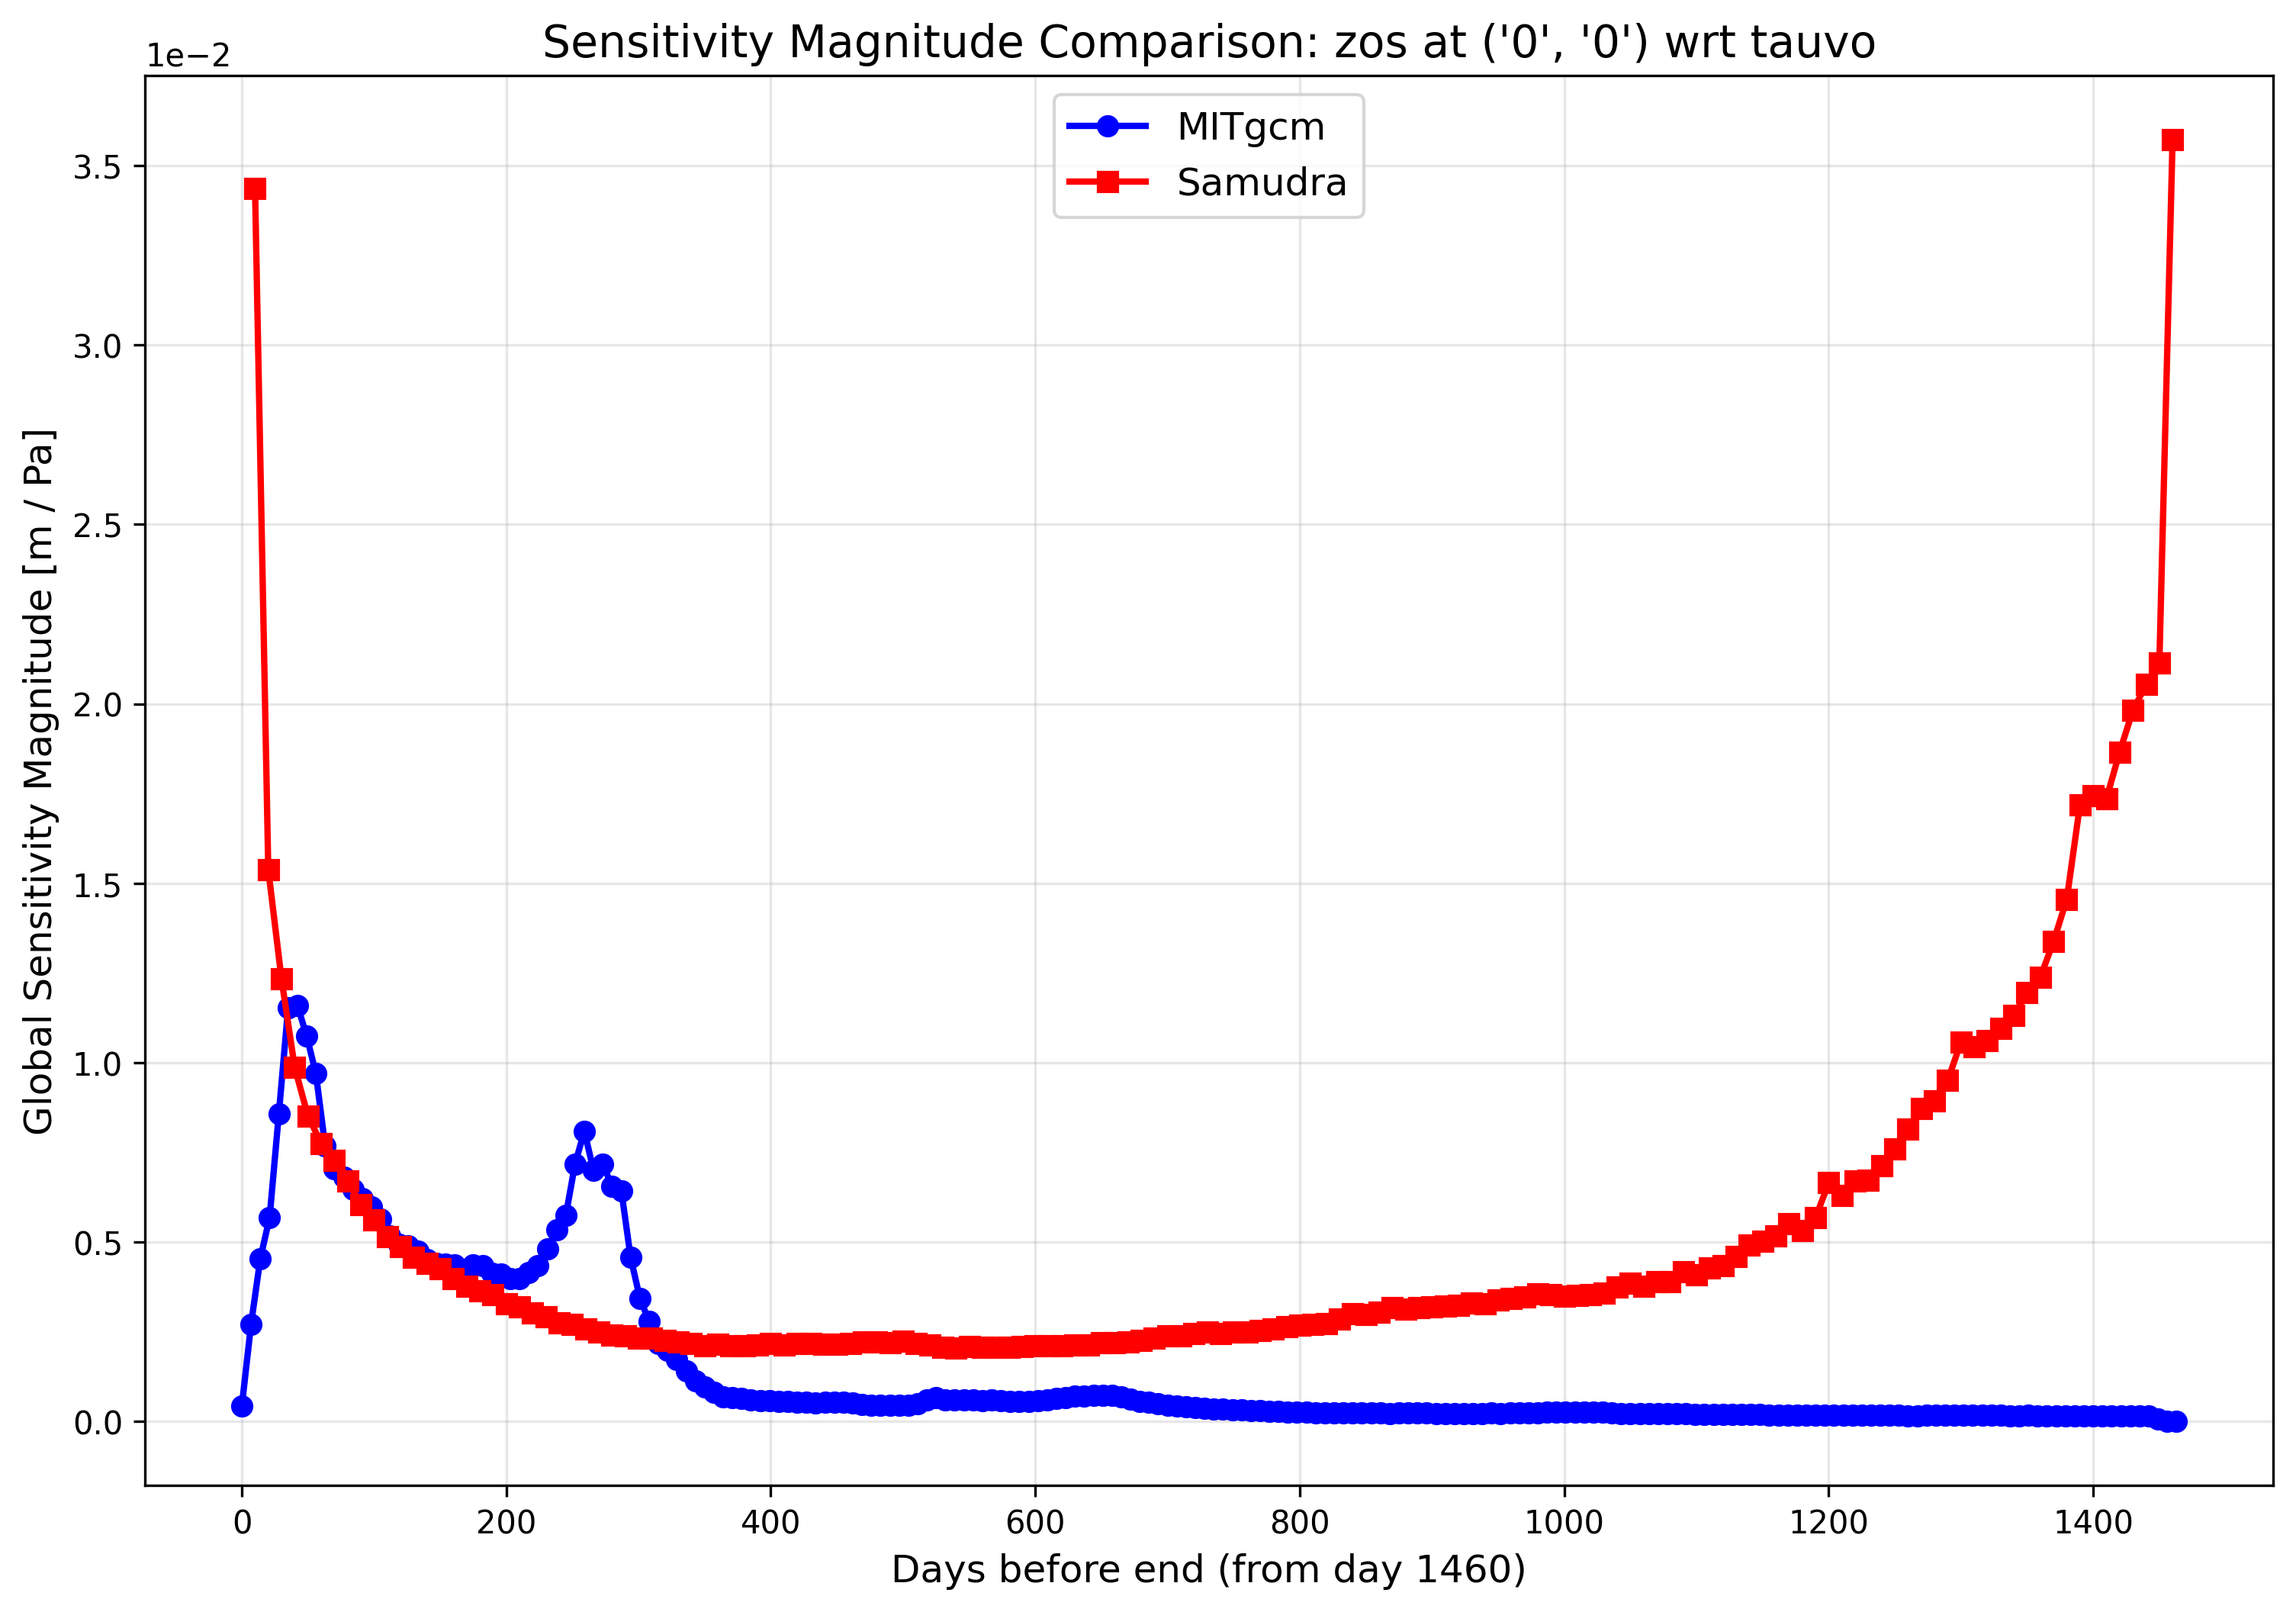 Sensitivity Magnitude Comparison: zos at ('0', '0') wrt tauvo
1e−2
MITgcm
Samudra
3.5
3.0
2.5
2.0
1.5
1.0
0.5
0.0
Global Sensitivity Magnitude [m / Pa]
0 200 400 600 800 1000 1200 1400
Days before end (from day 1460)